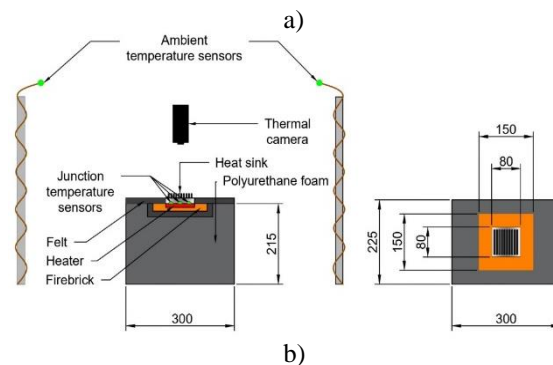 a)
Ambient
temperature sensors
Thermal
camera
Junction
temperature
sensors
Heat sink
Polyurethane foam
Felt
Heater
Firebrick
215
300
150
80
225
150
80
300
b)